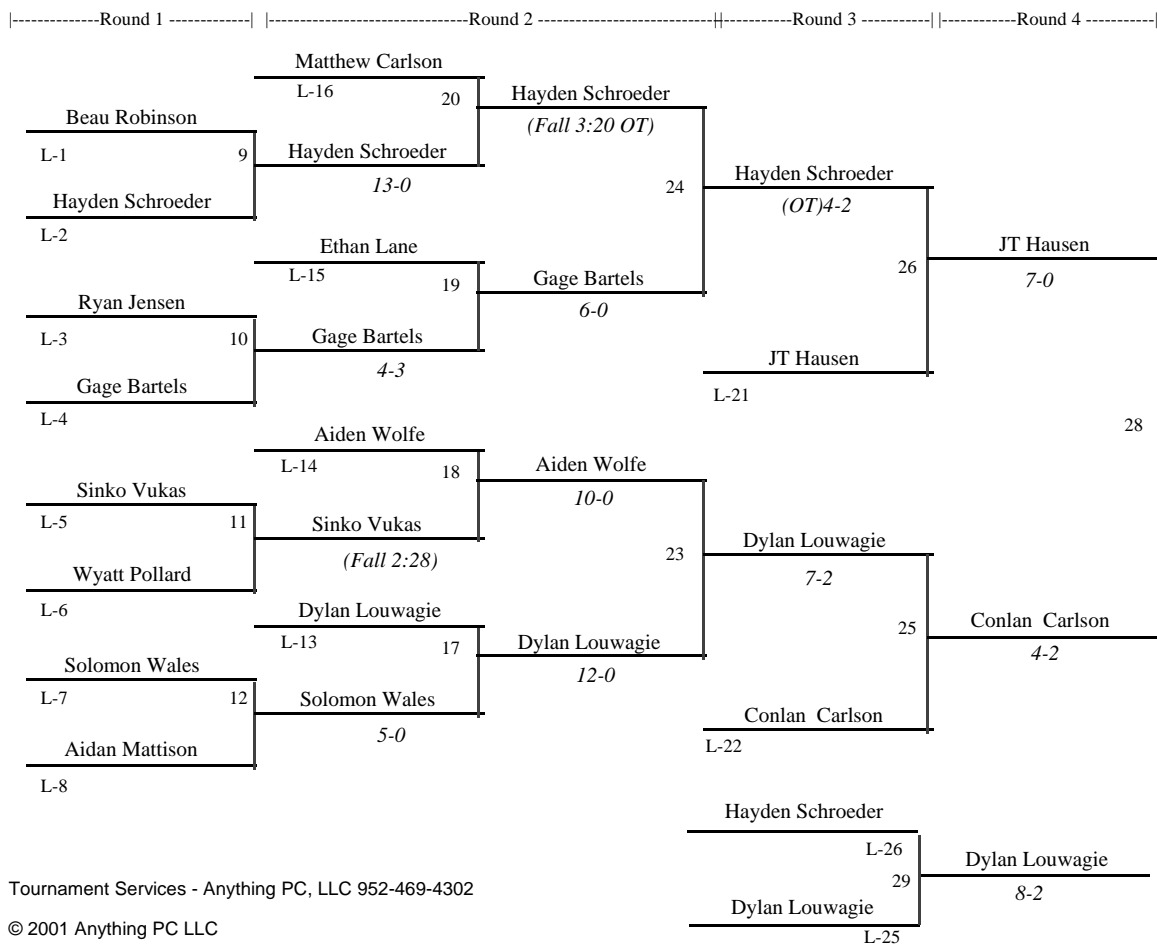 |-------------Round 1 -------------| |----------------------------Round 2 -------------------------||------------Round 3 -----------||-----------Round 4 -----------|
Matthew Carlson
L-16
20
Hayden Schroeder
(Fall 3:20 OT)
Beau Robinson
L-1
9
Hayden Schroeder
13-0
24
Hayden Schroeder
(OT)4-2
Hayden Schroeder
L-2
Ethan Lane
L-15
19
Gage Bartels
6-0
26
JT Hausen
7-0
Ryan Jensen
L-3
10
Gage Bartels
4-3
JT Hausen
L-21
Gage Bartels
L-4
28
Aiden Wolfe
L-14
18
Aiden Wolfe
10-0
Sinko Vukas
L-5
11
Sinko Vukas
(Fall 2:28)
23
Dylan Louwagie
7-2
Wyatt Pollard
L-6
Dylan Louwagie
L-13
17
Dylan Louwagie
12-0
25
Conlan  Carlson
4-2
Solomon Wales
L-7
12
Solomon Wales
5-0
Conlan  Carlson
L-22
Aidan Mattison
L-8
Hayden Schroeder
L-26
29
Dylan Louwagie
8-2
Dylan Louwagie
L-25
Tournament Services - Anything PC, LLC 952-469-4302
© 2001 Anything PC LLC